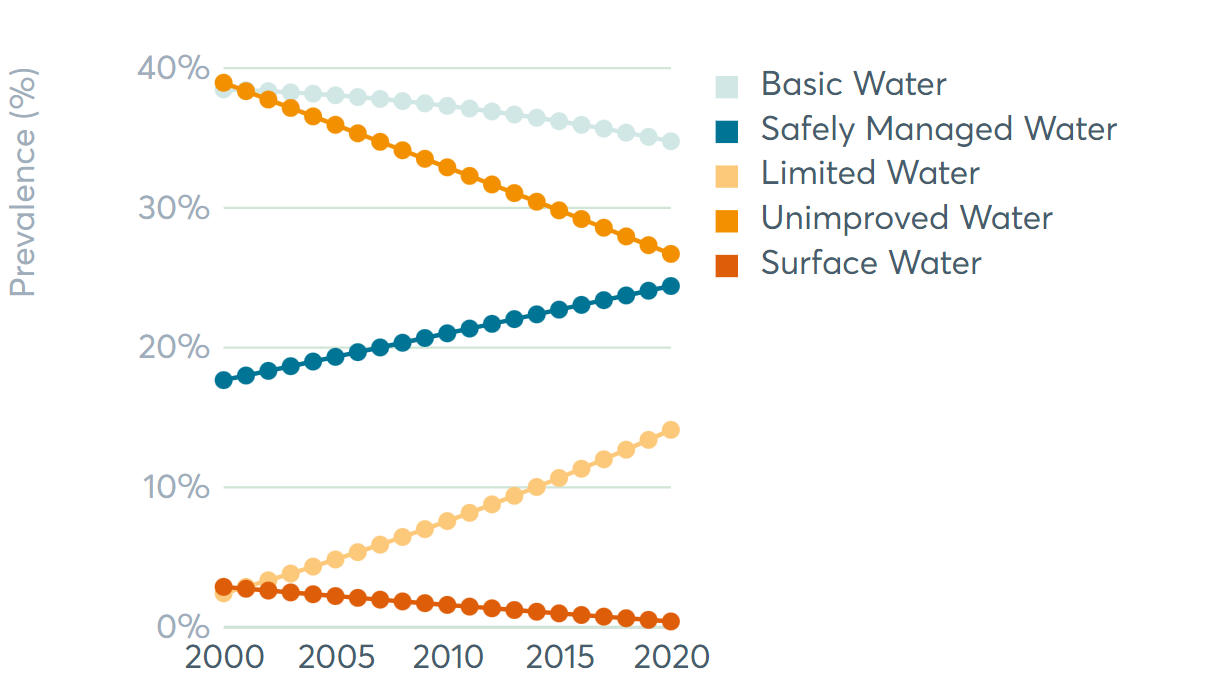 Prevalence (%)
40%
30%
20%
10%
0%
2000 2005 2010 2015 2020
Basic Water
Safely Managed Water
Limited Water
Unimproved Water
Surface Water